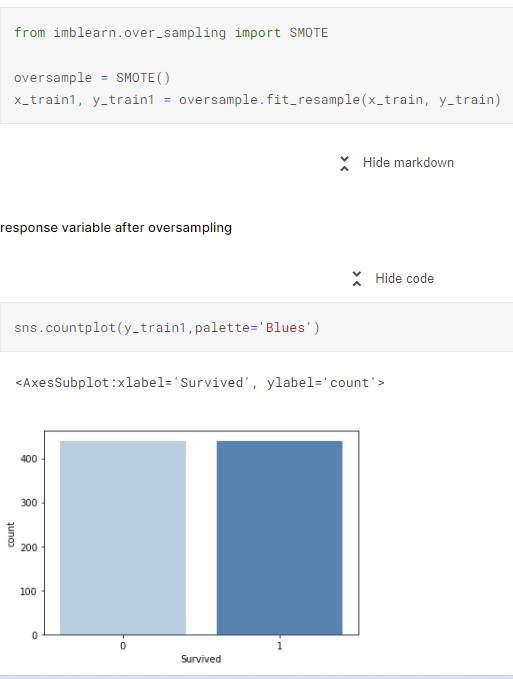 from imblearn.over_sampling import SMOTE
oversample = SMOTE()
x_train1, y_train1 = oversample.fit_resample(x_train, y_train)
Hide markdown
response variable after oversampling
Hide code
sns.countplot(y_train1,palette='Blues')
<AxesSubplot:xlabel='Survived', ylabel='count'>
400
300
200
100
0
count
0 1
Survived